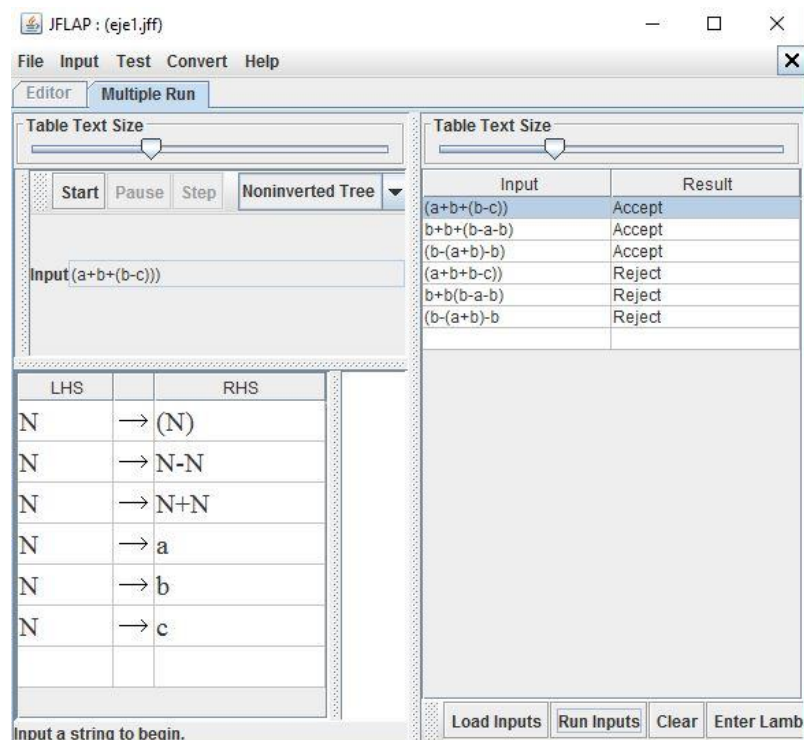 JFLAP : (eje1.jff)
File Input Test Convert Help
Editor Multiple Run
Table Text Size
Start Pause Step Noninverted Tree
Input (a+b+(b-c)))
LHS RHS
N → (N)
N → N-N
N → N+N
N → a
N → b
N → c
Input a string to begin.
Table Text Size
Input Result
(a+b+(b-c)) Accept
b+b+(b-a-b) Accept
(b-(a+b)-b) Accept
(a+b+b-c)) Reject
b+b(b-a-b) Reject
(b-(a+b)-b Reject
Load Inputs Run Inputs Clear Enter Lamb